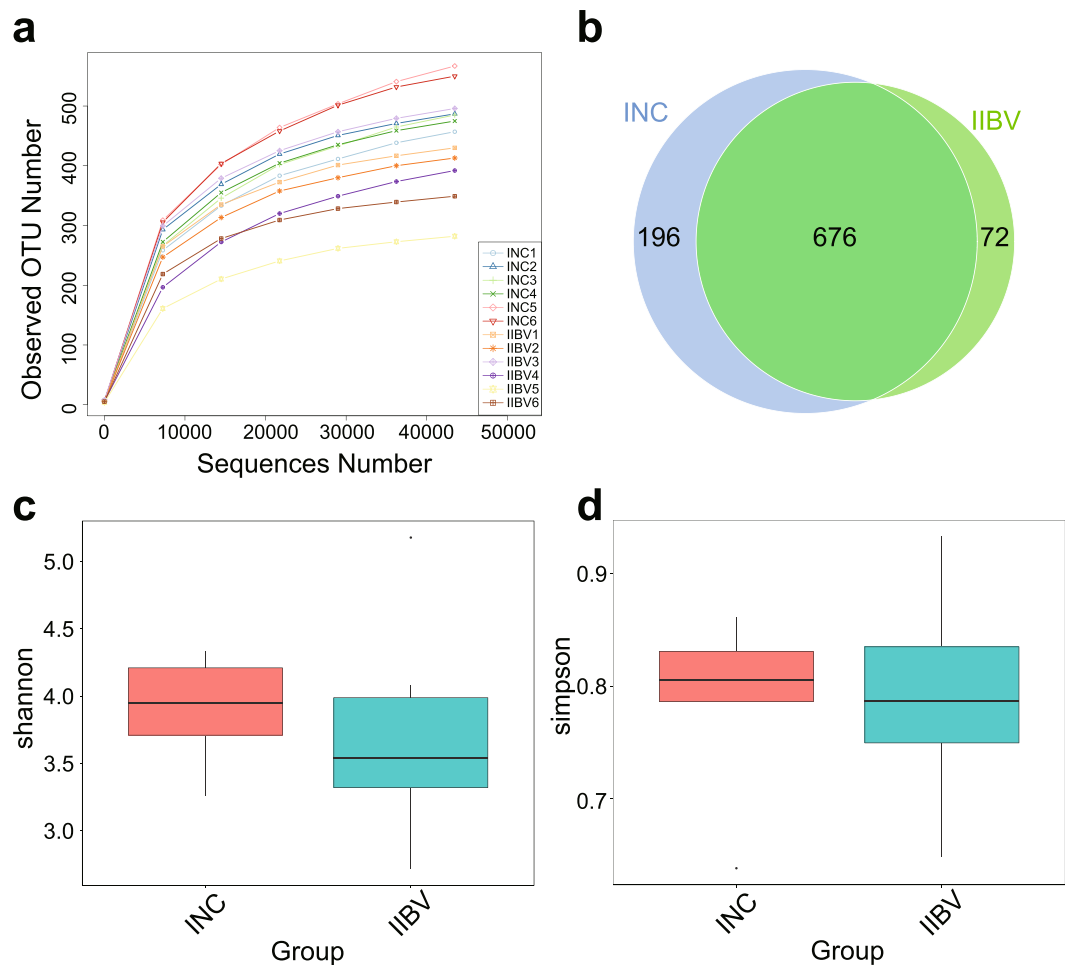 a
Observed OTU Number
500
400
300
200
100
0
0 10000 20000 30000 40000 50000
Sequences Number
INC1
INC2
INC3
INC4
INC5
INC6
IIBV1
IIBV2
IIBV3
IIBV4
IIBV5
IIBV6
b
INC
IIBV
196 676 72
c
shannon
5.0
4.5
4.0
3.5
3.0
INC IIBV
Group
d
simpson
0.9
0.8
0.7
INC IIBV
Group